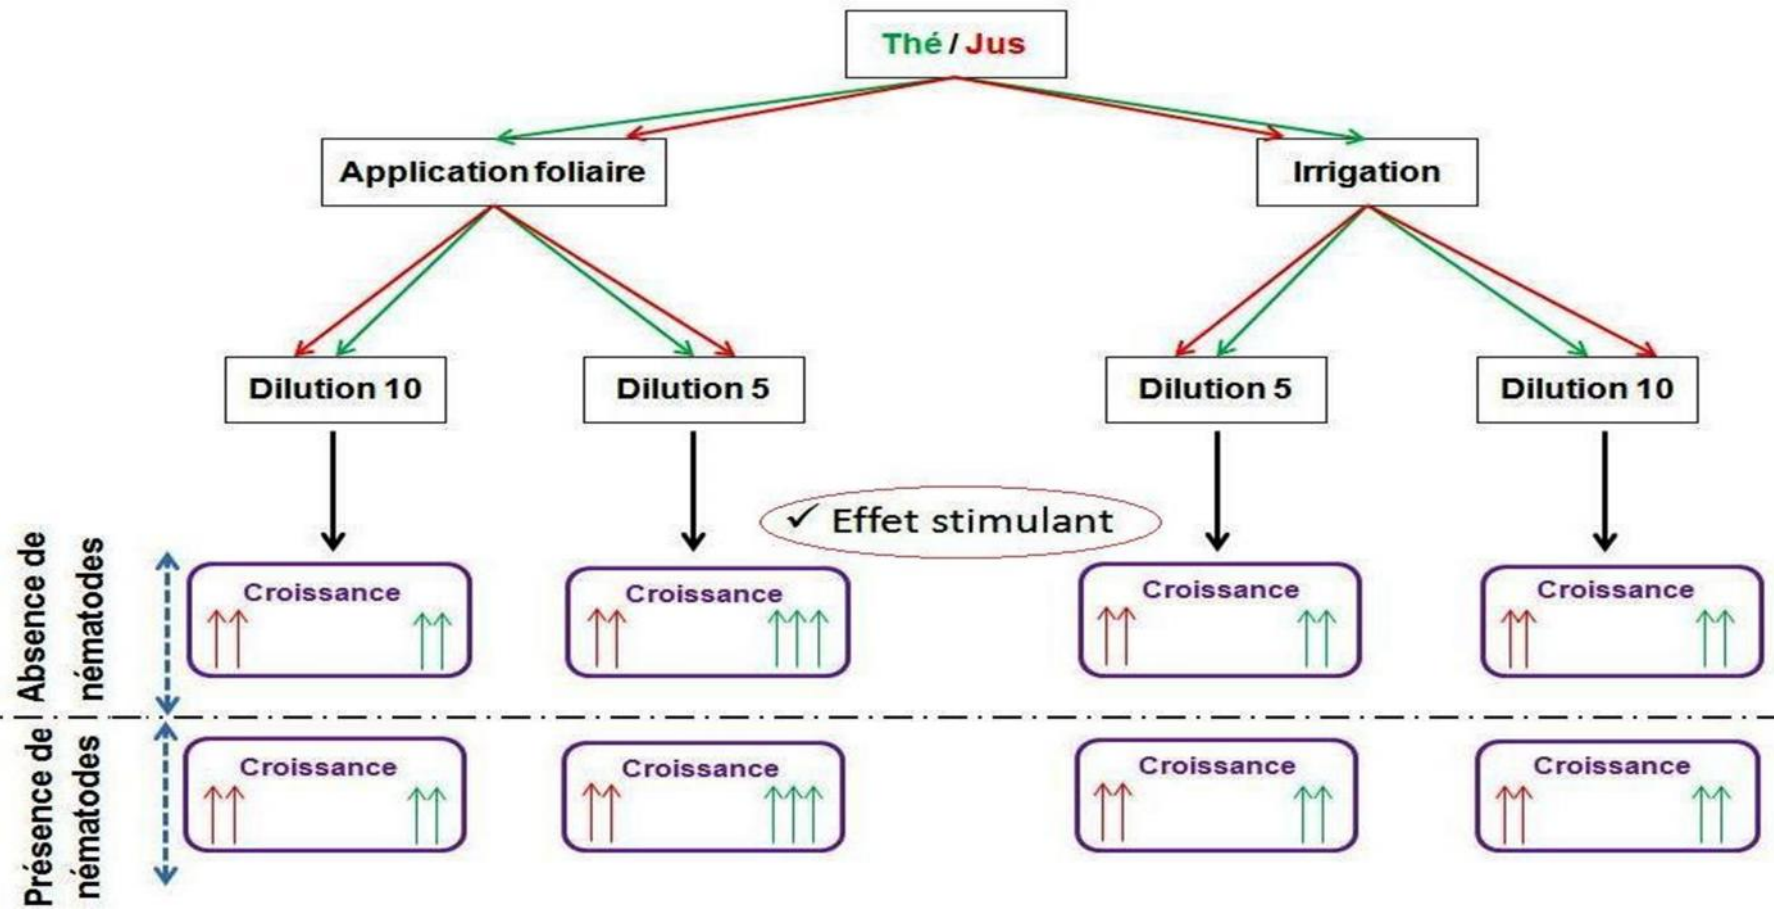 Thé / Jus
Application foliaire
Irrigation
Dilution 10
Dilution 5
Dilution 5
Dilution 10
✓ Effet stimulant
Absence de
nématodes
Croissance
Croissance
Croissance
Croissance
Présence de
nématodes
Croissance
Croissance
Croissance
Croissance